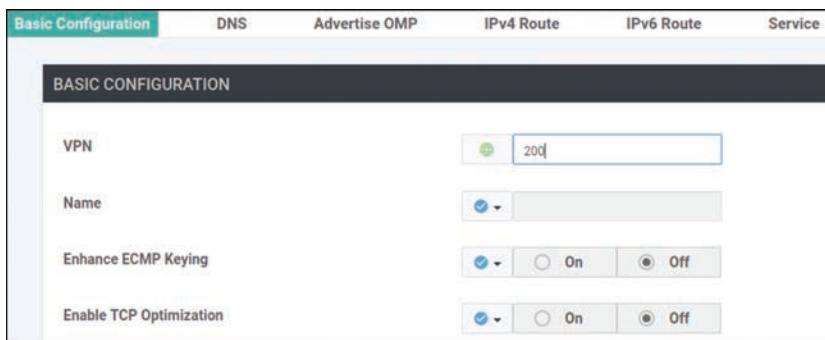 Basic Configuration DNS Advertise OMP IPv4 Route IPv6 Route Service
BASIC CONFIGURATION
VPN 200
Name
Enhance ECMP Keying On Off
Enable TCP Optimization On Off